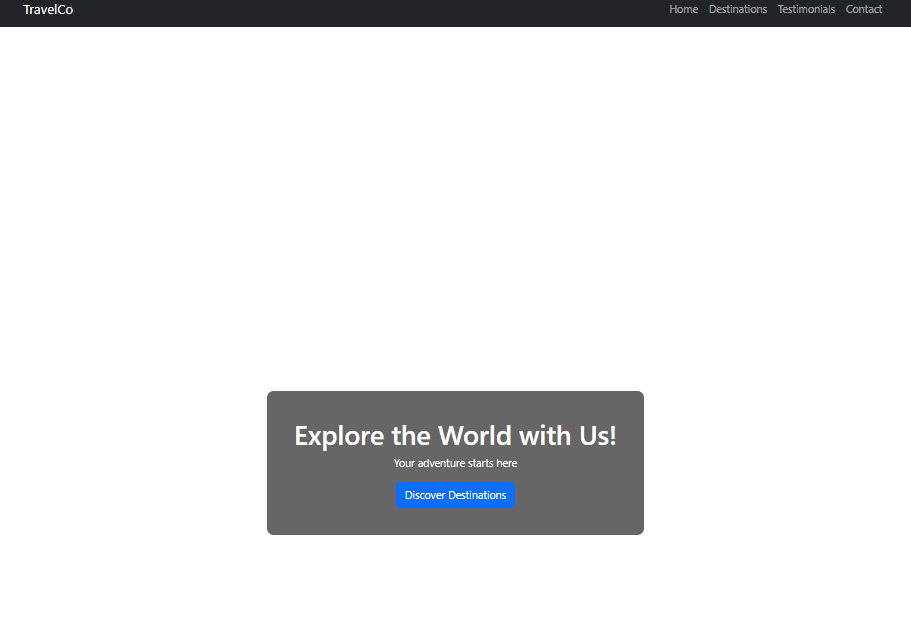 TravelCo
Home Destinations Testimonials Contact
Explore the World with Us!
Your adventure starts here
Discover Destinations